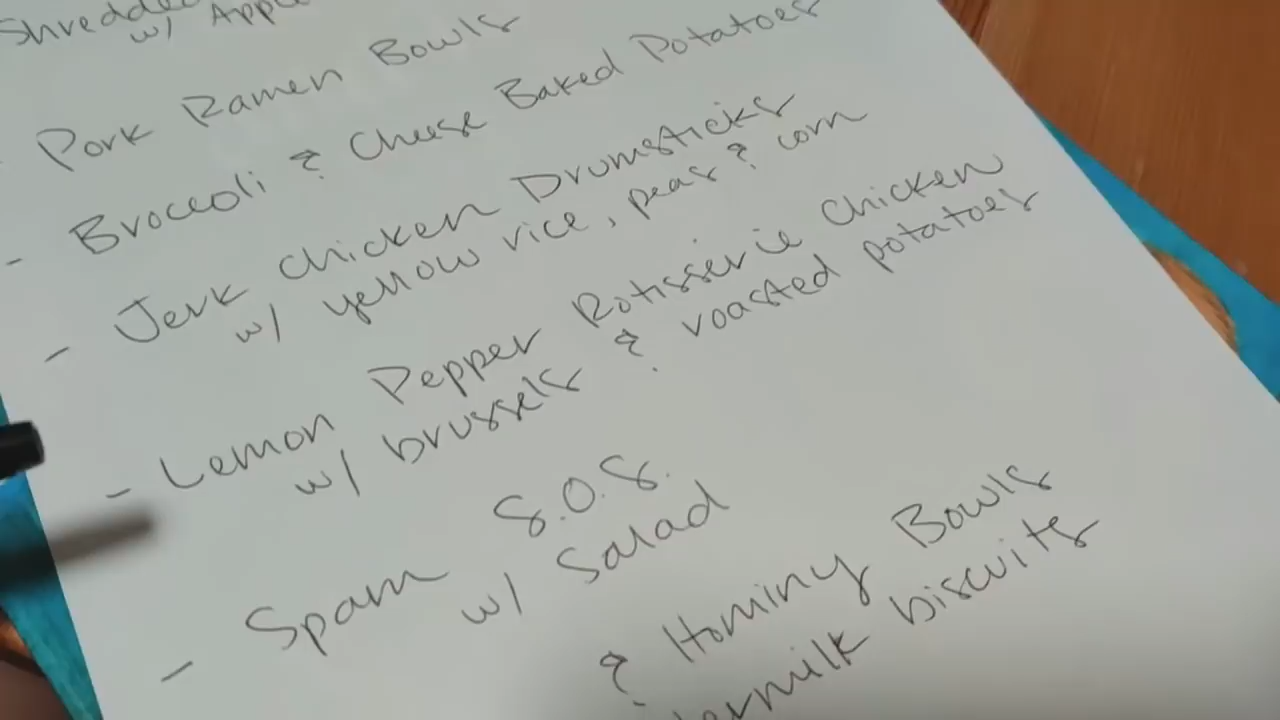 Shredded
w/
Pork Ramen Bowls
- Broccoli & Cheese Baked Potatoes
- Jerk Chicken Drumsticks
w/ yellow rice, peas & corn
- Lemon Pepper Rotisserie Chicken
w/ brussels & roasted potatoes
- Spam S.O.S.
w/ Salad
& Hominy Bowls
biscuits